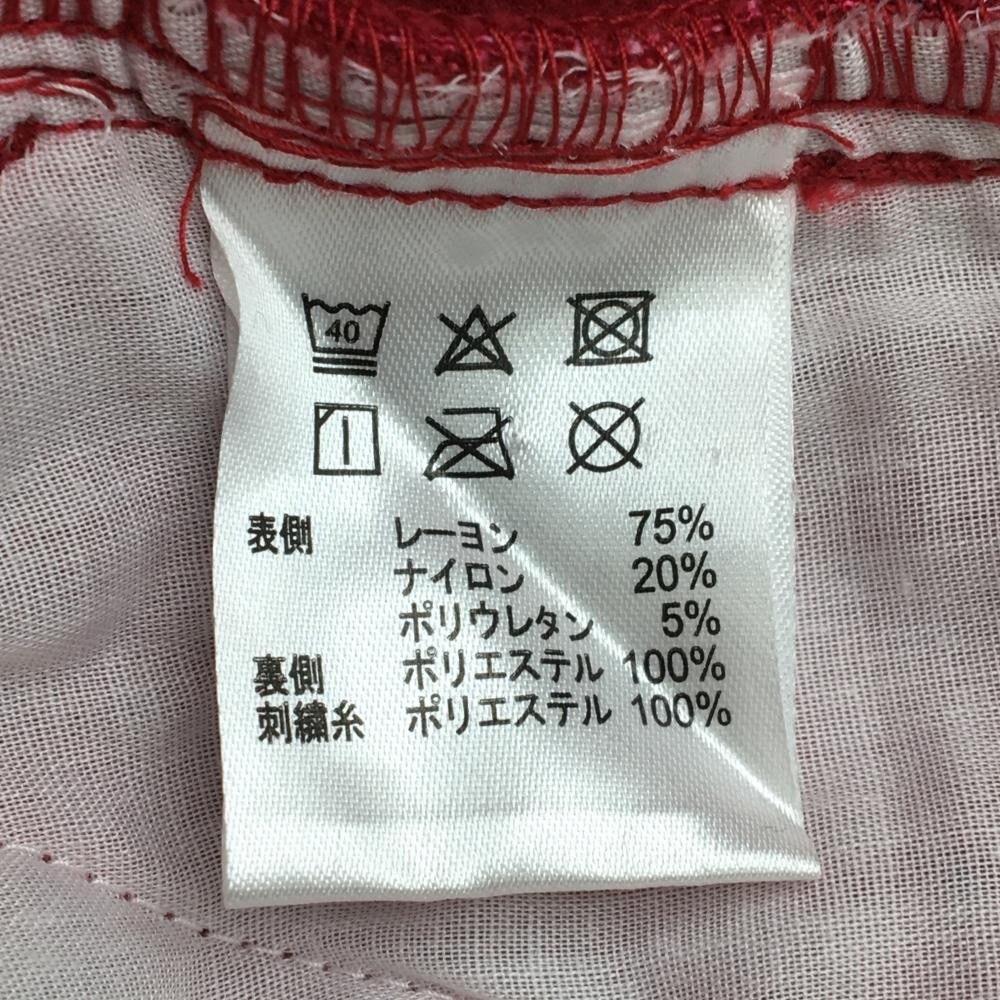 40
表側 レーヨン 75%
ナイロン 20%
ポリウレタン 5%
裏側 ポリエステル 100%
刺繍糸 ポリエステル 100%